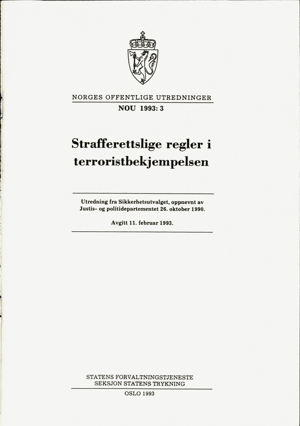 NORGES OFFENTLIGE UTREDNINGER
NOU 1993: 3
Strafferettslige regler i
terroristbekjempelsen
Utredning fra Sikkerhetsutvalget, oppnevnt av
Justis- og politidepartementet 26. oktober 1990.
Avgitt 11. februar 1993.
STATENS FORVALTNINGSTJENESTE
SEKSJON STATENS TRYKNING
OSLO 1993